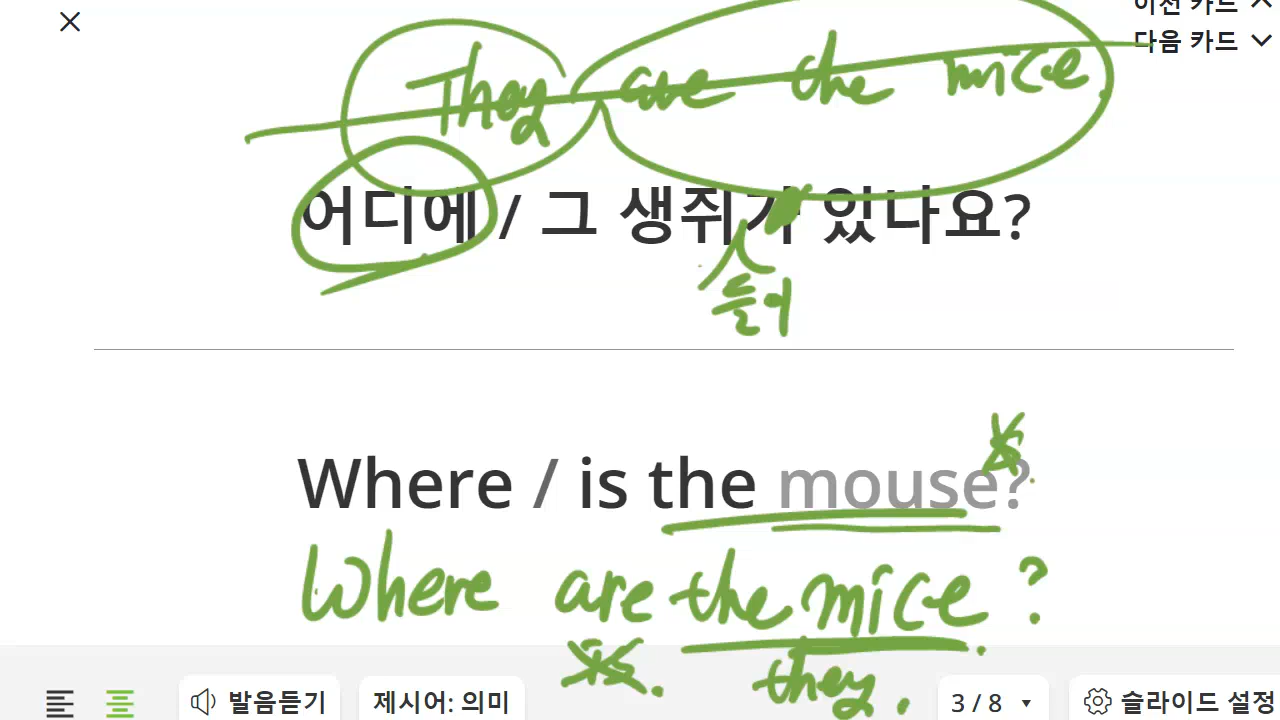 이전 카드
다음 카드
They are the mice
어디에 / 그 생쥐가 있나요?
들이
Where / is the mouse?
Where are the mice?
they.
발음듣기 제시어: 의미 3 / 8 슬라이드 설정